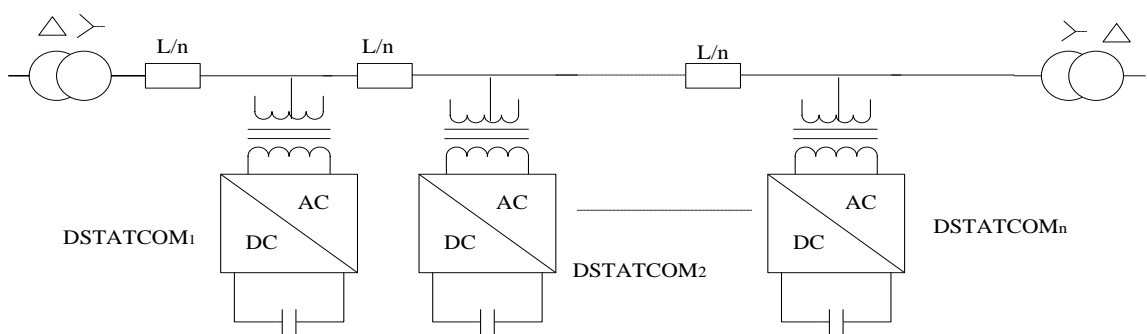 L/n
L/n
L/n
AC
DC
DSTATCOM1
AC
DC
DSTATCOM2
AC
DC
DSTATCOMn